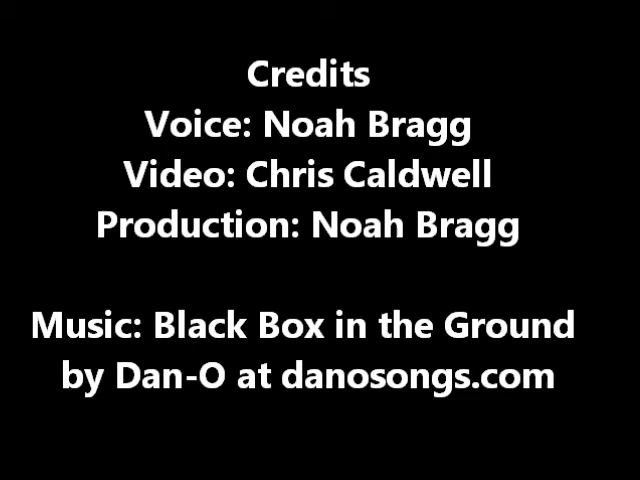 Credits
Voice: Noah Bragg
Video: Chris Caldwell
Production: Noah Bragg
Music: Black Box in the Ground
by Dan-O at danosongs.com